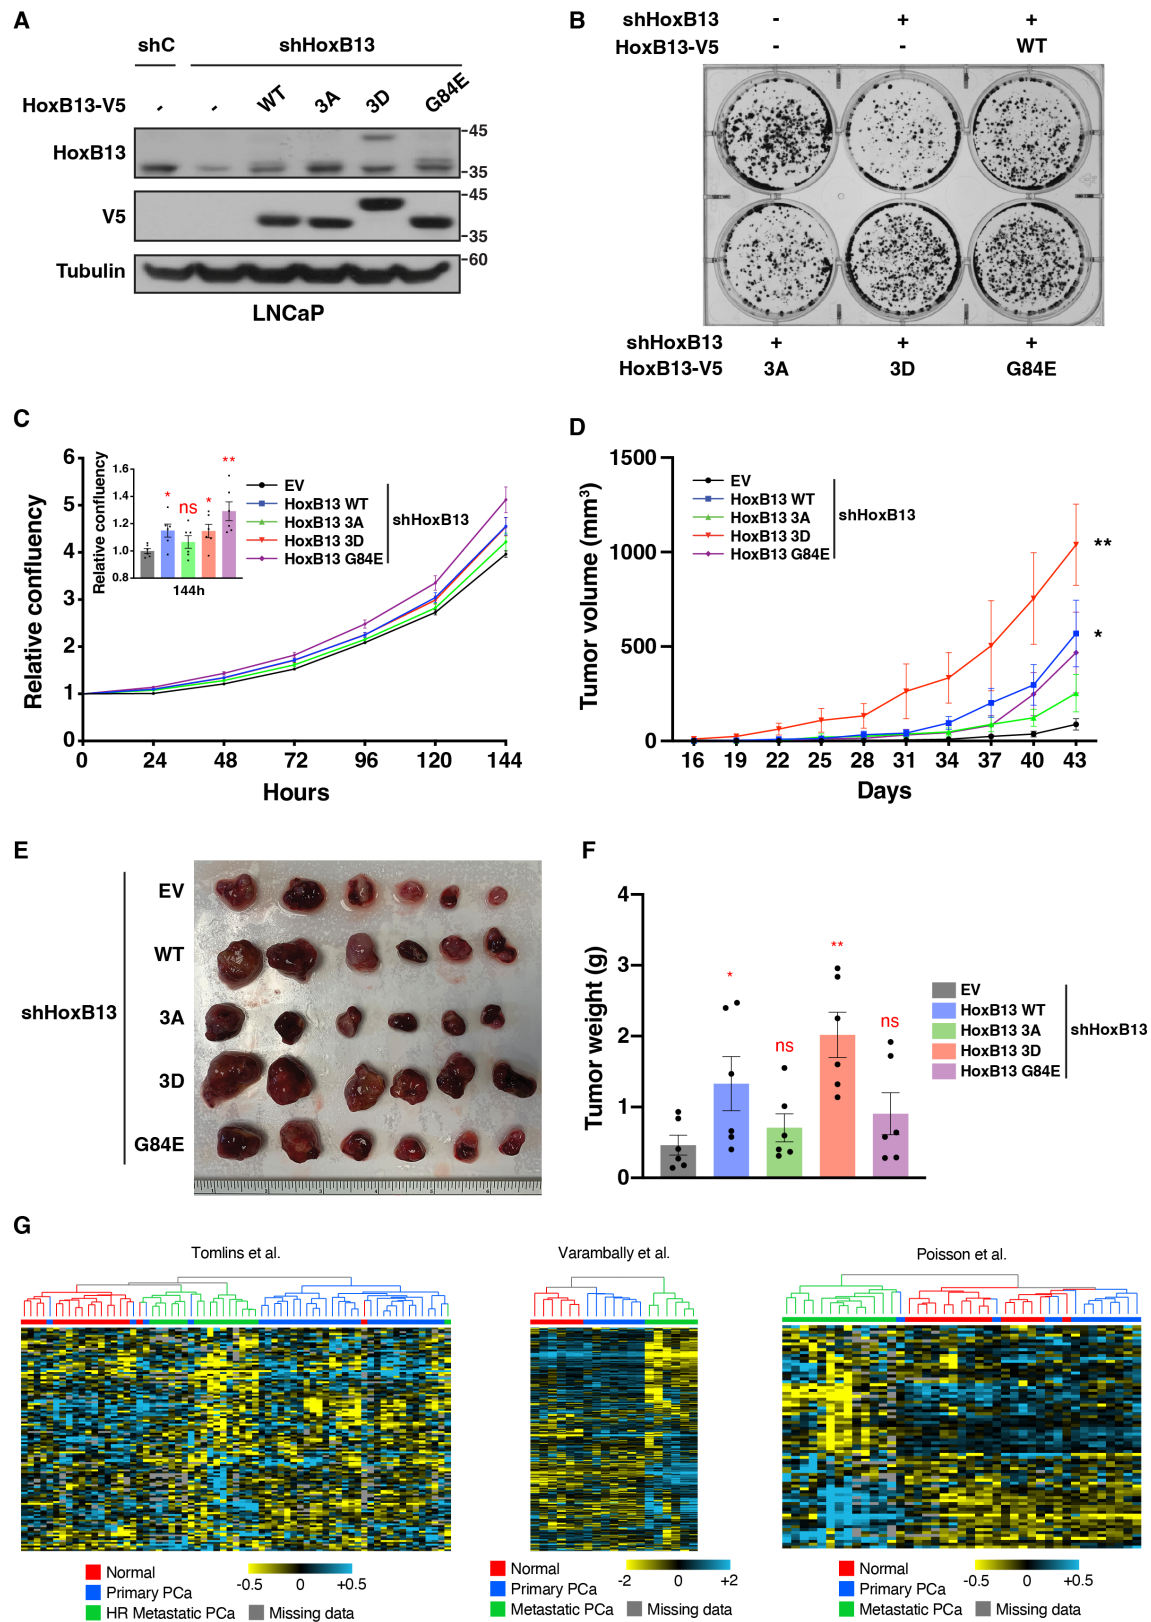 A
shC shHoxB13
HoxB13-V5 - - WT 3A 3D G84E
HoxB13
-45
-35
V5
-45
-35
Tubulin
-60
LNCaP
B
shHoxB13 - + +
HoxB13-V5 - - WT
shHoxB13 + + +
HoxB13-V5 3A 3D G84E
C
Relative confluency
6
5
4
3
2
1
0
0 24 48 72 96 120 144
Hours
Relative confluency
1.6
1.4
1.2
1.0
0.8
* ns * **
144h
EV
HoxB13 WT
HoxB13 3A
HoxB13 3D
HoxB13 G84E
shHoxB13
D
Tumor volume (mm3)
1500
1000
500
0
16 19 22 25 28 31 34 37 40 43
Days
EV
HoxB13 WT
HoxB13 3A
HoxB13 3D
HoxB13 G84E
shHoxB13
**
*
E
shHoxB13
EV
WT
3A
3D
G84E
1 2 3 4 5 6
F
Tumor weight (g)
4
3
2
1
0
* ns ** ns
EV
HoxB13 WT
HoxB13 3A
HoxB13 3D
HoxB13 G84E
shHoxB13
G
Tomlins et al.
Normal
Primary PCa
HR Metastatic PCa
-0.5 0 +0.5
Missing data
Varambally et al.
Normal
Primary PCa
Metastatic PCa
-2 0 +2
Missing data
Poisson et al.
Normal
Primary PCa
Metastatic PCa
-0.5 0 +0.5
Missing data